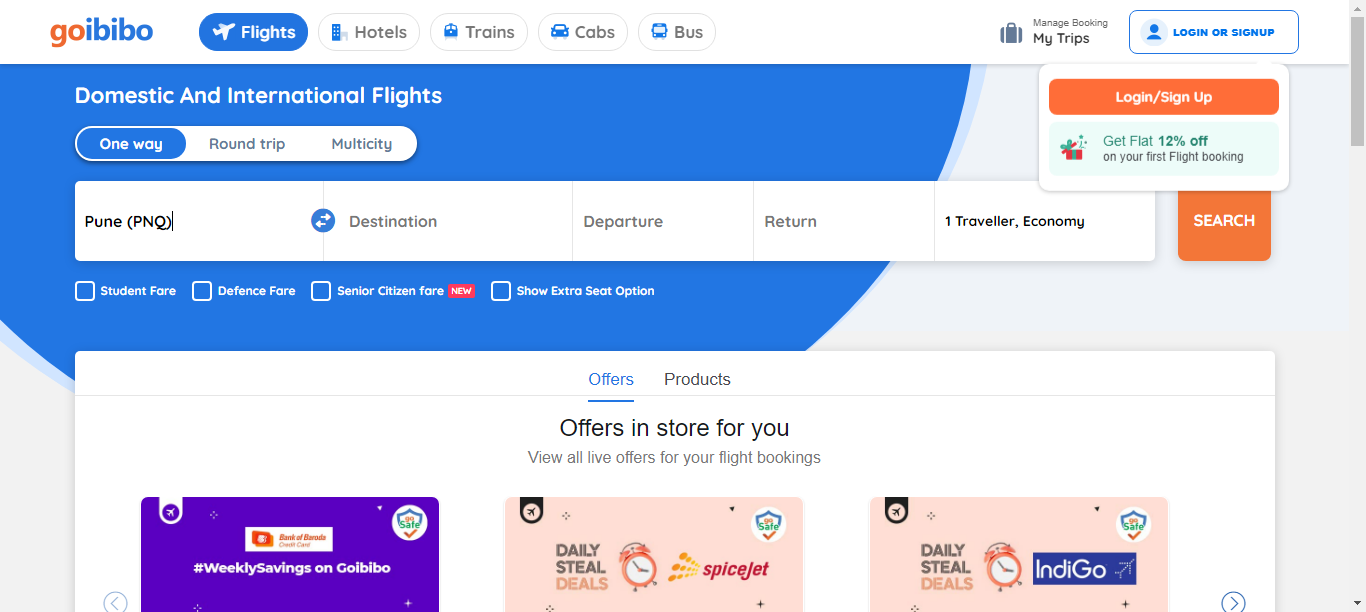 goibibo
Flights
Hotels
Trains
Cabs
Bus
Manage Booking
My Trips
LOGIN OR SIGNUP
Login/Sign Up
Get Flat 12% off
on your first Flight booking
Domestic And International Flights
One way
Round trip
Multicity
Pune (PNQ)
Destination
Departure
Return
1 Traveller, Economy
SEARCH
Student Fare
Defence Fare
Senior Citizen fare NEW
Show Extra Seat Option
Offers
Products
Offers in store for you
View all live offers for your flight bookings
go Safe
Bank of Baroda
Credit Card
#WeeklySavings on Goibibo
go Safe
DAILY
STEAL
DEALS
spiceJet
go Safe
DAILY
STEAL
DEALS
IndiGo